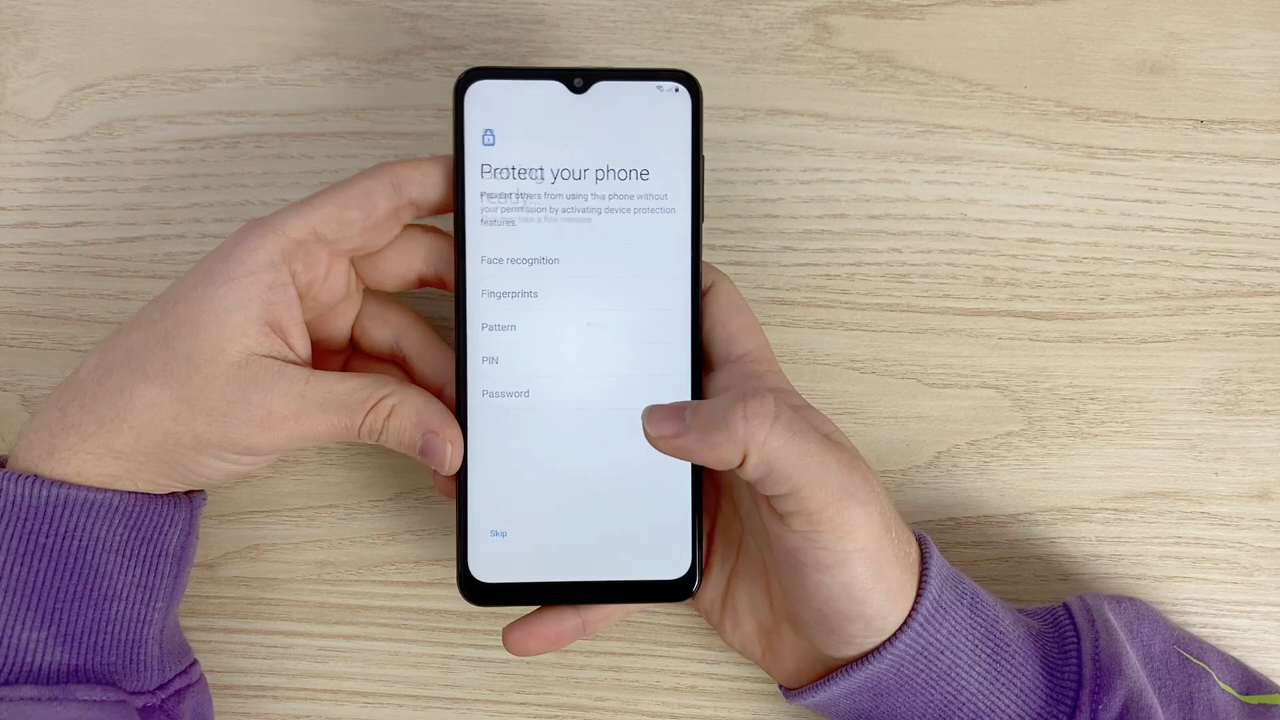 Protect your phone
Prevent others from using this phone without
your permission by activating device protection
features.
Face recognition
Fingerprints
Pattern
PIN
Password
Skip